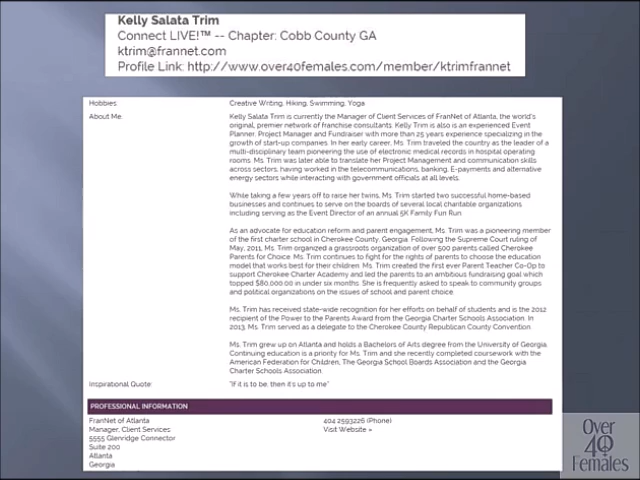 Kelly Salata Trim
Connect LIVE!™ -- Chapter: Cobb County GA
ktrim@frannet.com
Profile Link: http://www.over40females.com/member/ktrimfrannet
Hobbies Creative Writing, Hiking, Swimming, Yoga
About Me: Kelly Salata Trim is currently the Manager of Client Services of FranNet of Atlanta, the world's
original, premier network of franchise consultants. Kelly Trim is also is an experienced Event
Planner, Project Manager and Fundraiser with more than 25 years experience specializing in the
growth of start-up companies. In her early career, Ms. Trim traveled the country as the leader of a
multi-disciplinary team pioneering the use of electronic medical records in hospital operating
rooms. Ms. Trim was later able to translate her Project Management and communication skills
across sectors, having worked in the telecommunications, banking, E-payments and alternative
energy sectors while interacting with government officials at all levels.
While taking a few years off to raise her twins, Ms. Trim started two successful home-based
businesses and continues to serve on the boards of several local charitable organizations
including serving as the Event Director of an annual 5K Family Fun Run.
As an advocate for education reform and parent engagement, Ms. Trim was a pioneering member
of the first charter school in Cherokee County, Georgia. Following the Supreme Court ruling of
May, 2011, Ms. Trim organized a grassroots organization of over 500 parents called Cherokee
Parents for Choice. Ms. Trim continues to fight for the rights of parents to choose the education
model that works best for their children. Ms. Trim created the first ever Parent Teacher Co-Op to
support Cherokee Charter Academy and led the parents to an ambitious fundraising goal which
topped $80,000.00 in under six months. She is frequently asked to speak to community groups
and political organizations on the issues of school and parent choice.
Ms. Trim has received state-wide recognition for her efforts on behalf of students and is the 2012
recipient of the Power to the Parents Award from the Georgia Charter Schools Association. In
2013, Ms. Trim served as a delegate to the Cherokee County Republican County Convention.
Ms. Trim grew up on Atlanta and holds a Bachelors of Arts degree from the University of Georgia.
Continuing education is a priority for Ms. Trim and she recently completed coursework with the
American Federation for Children, The Georgia School Boards Association and the Georgia
Charter Schools Association.
Inspirational Quote: "If it is to be, then it's up to me"
PROFESSIONAL INFORMATION
FranNet of Atlanta 404 2593226 (Phone)
Manager, Client Services Visit Website »
5555 Glenridge Connector
Suite 200
Atlanta
Georgia
Over
40
Females